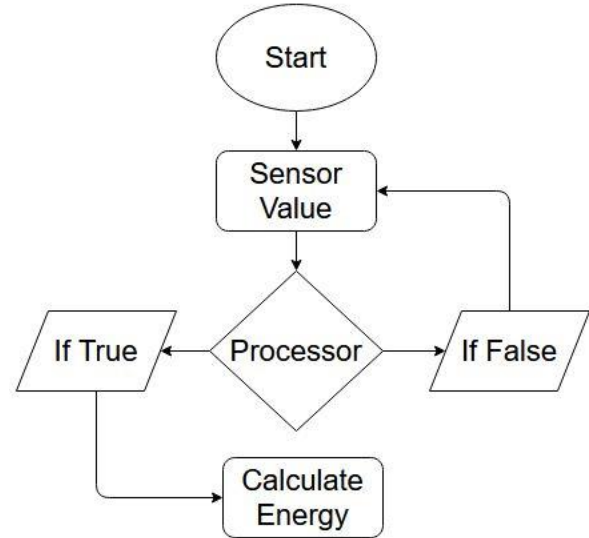 Start
Sensor
Value
If True
Processor
If False
Calculate
Energy